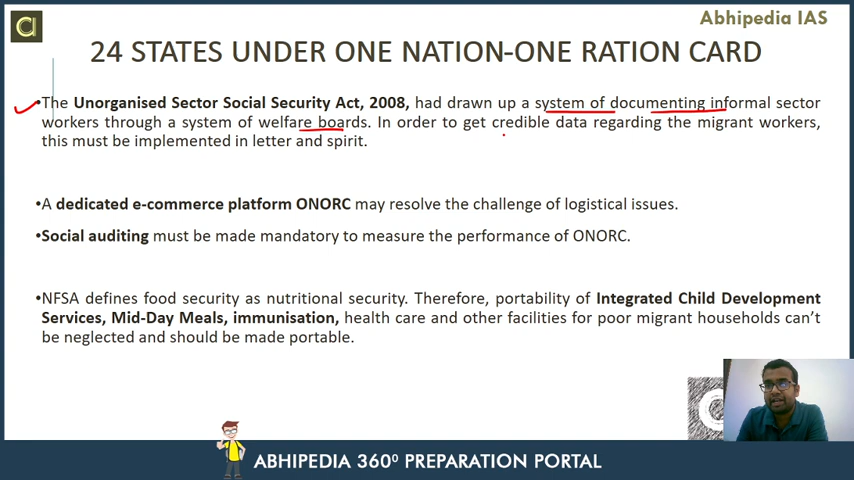 Abhipedia IAS
24 STATES UNDER ONE NATION-ONE RATION CARD
•The Unorganised Sector Social Security Act, 2008, had drawn up a system of documenting informal sector
workers through a system of welfare boards. In order to get credible data regarding the migrant workers,
this must be implemented in letter and spirit.
•A dedicated e-commerce platform ONORC may resolve the challenge of logistical issues.
•Social auditing must be made mandatory to measure the performance of ONORC.
•NFSA defines food security as nutritional security. Therefore, portability of Integrated Child Development
Services, Mid-Day Meals, immunisation, health care and other facilities for poor migrant households can't
be neglected and should be made portable.
ABHIPEDIA 360⁰ PREPARATION PORTAL